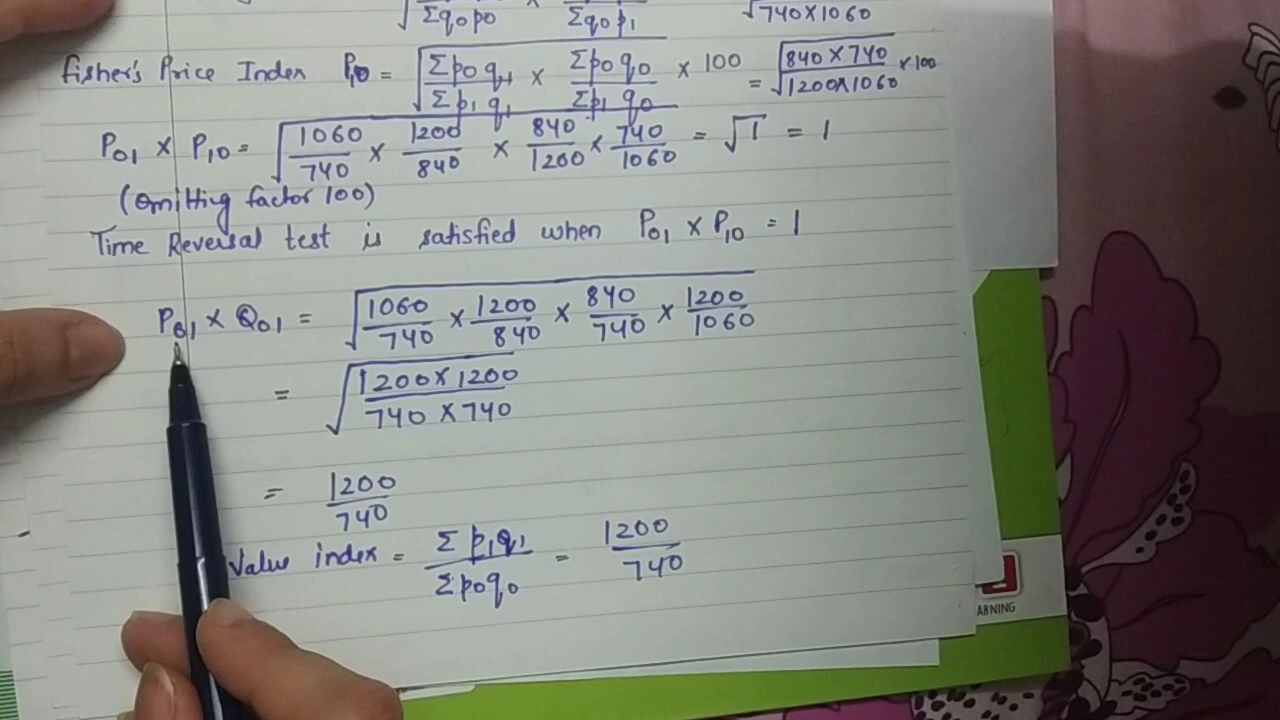 √ Σq0p0 × Σq0p1 √740×1060
Fisher's Price Index P10 = √(Σp0q1/Σp1q1 × Σp0q0/Σp1q0) × 100 = √(840×740/1200×1060) ×100
P01 × P10 = √(1060/740 × 1200/840 × 840/1200 × 740/1060) = √1 = 1
(Omitting factor 100)
Time Reversal test is satisfied when P01 × P10 = 1
P01 × Q01 = √(1060/740 × 1200/840 × 840/740 × 1200/1060)
= √(1200×1200/740×740)
= 1200/740
Value index = Σp1q1/Σp0q0 = 1200/740